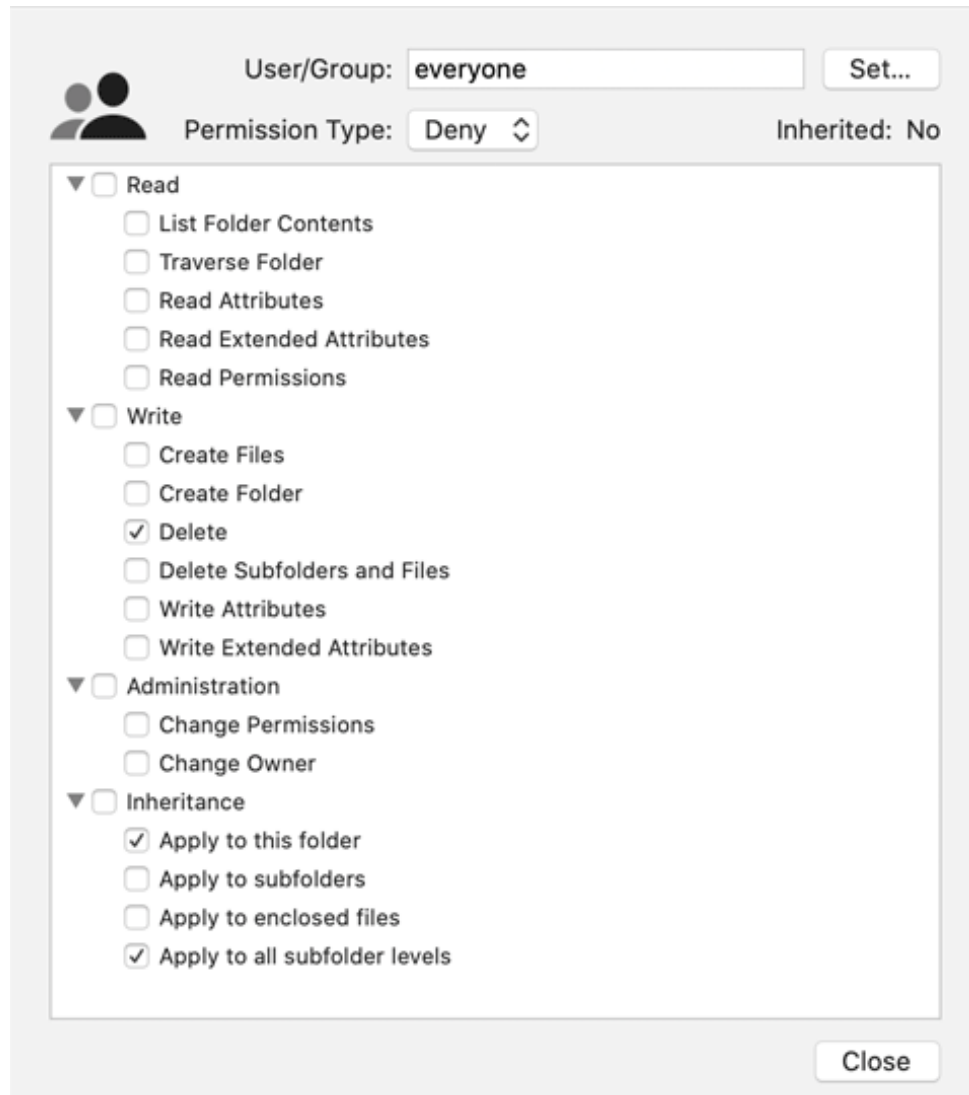 User/Group: everyone Set...
Permission Type: Deny Inherited: No
Read
List Folder Contents
Traverse Folder
Read Attributes
Read Extended Attributes
Read Permissions
Write
Create Files
Create Folder
Delete
Delete Subfolders and Files
Write Attributes
Write Extended Attributes
Administration
Change Permissions
Change Owner
Inheritance
Apply to this folder
Apply to subfolders
Apply to enclosed files
Apply to all subfolder levels
Close